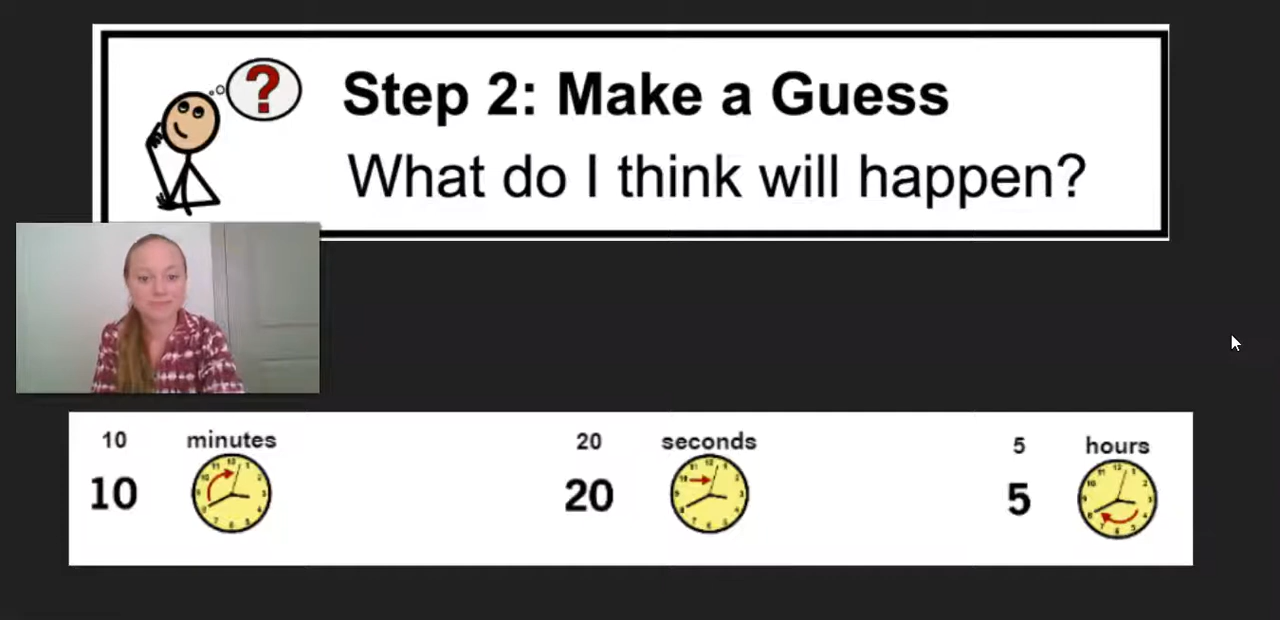 ?
Step 2: Make a Guess
What do I think will happen?
10 minutes 20 seconds 5 hours
10 20 5